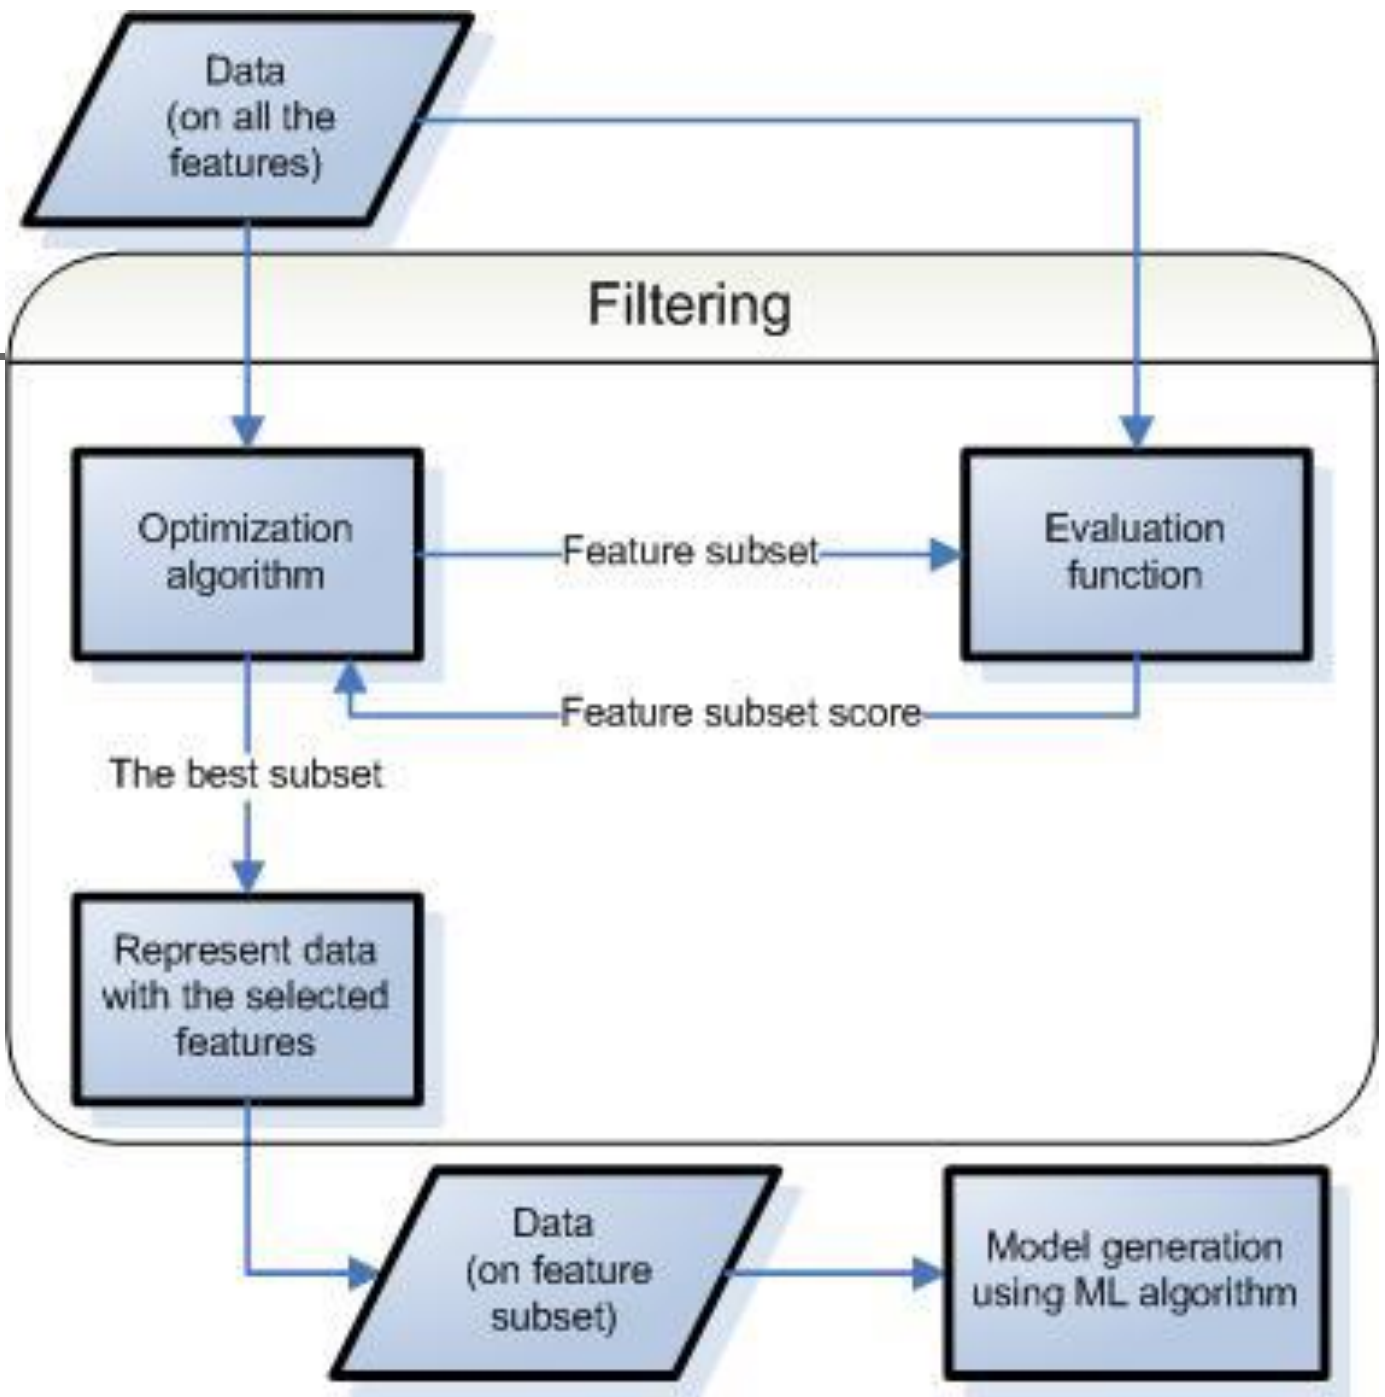 Data
(on all the
features)
Filtering
Optimization
algorithm
Feature subset
Evaluation
function
Feature subset score
The best subset
Represent data
with the selected
features
Data
(on feature
subset)
Model generation
using ML algorithm